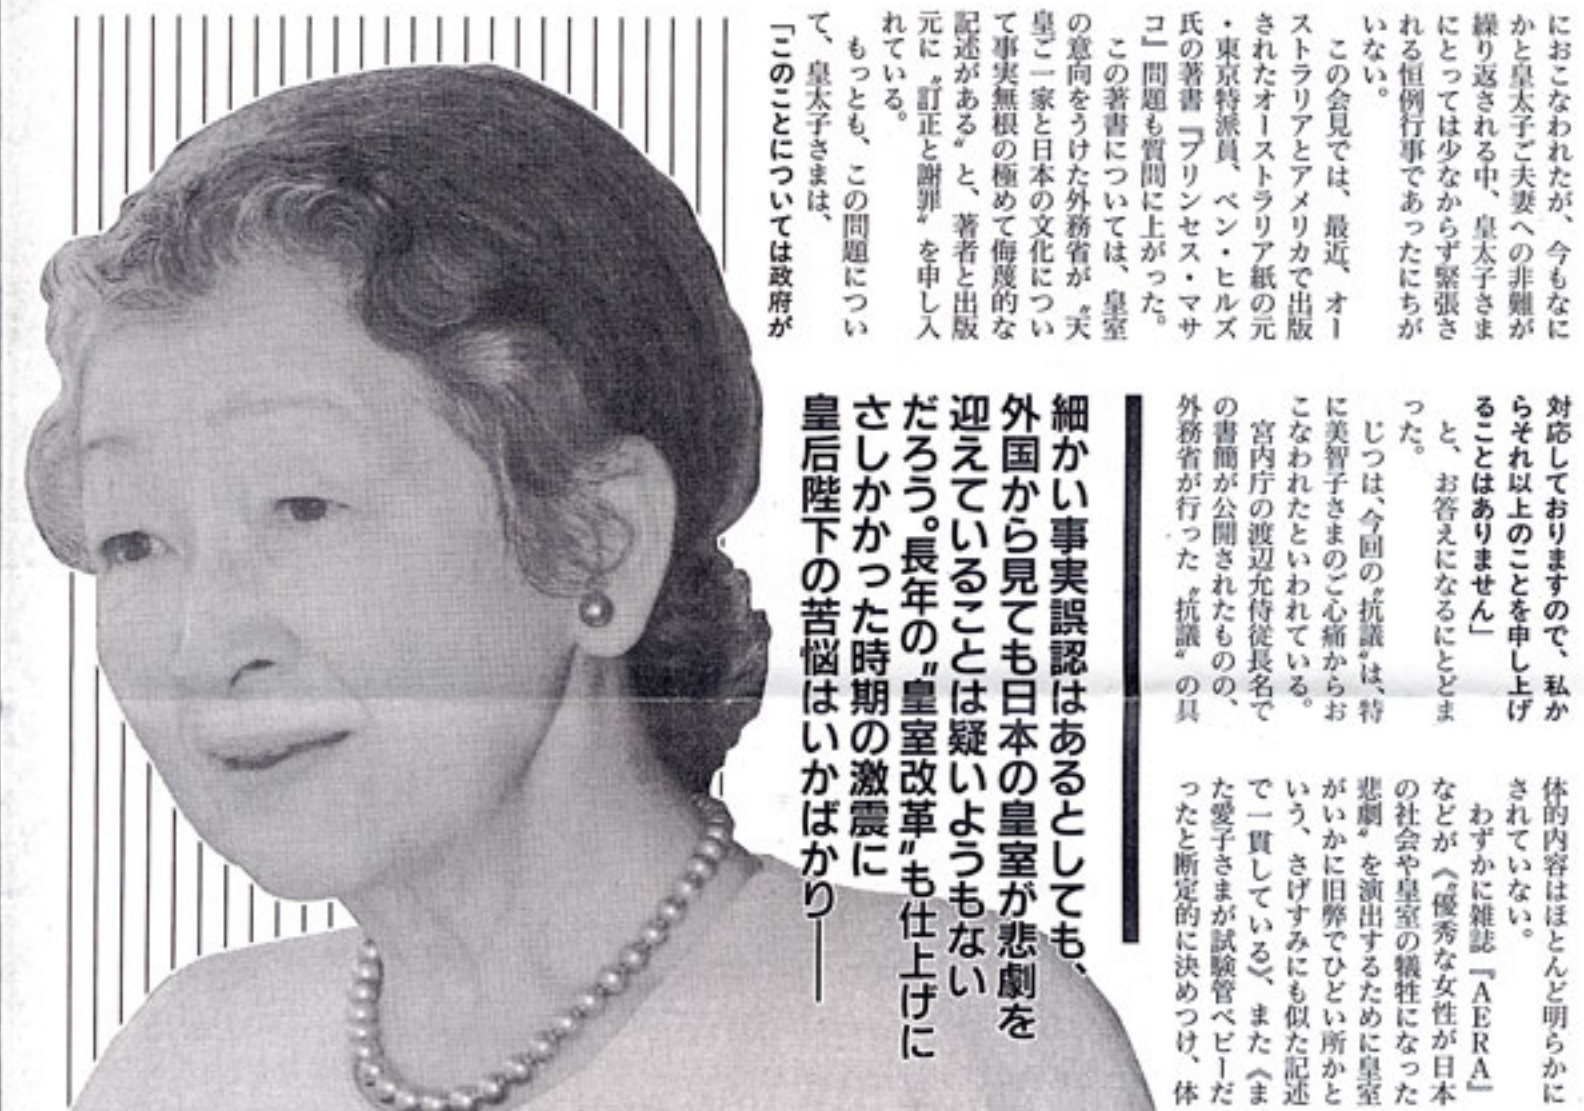 におこなわれたが、今もなに
かと皇太子ご夫妻への非難が
繰り返される中、皇太子さま
にとっては少なからず緊張さ
れる恒例行事であったにちが
いない。
この会見では、最近、オー
ストラリアとアメリカで出版
されたオーストラリア紙の元
・東京特派員、ベン・ヒルズ
氏の著書『プリンセス・マサ
コ』問題も質問に上がった。
この著書については、皇室
の意向をうけた外務省が〝天
皇ご一家と日本の文化につい
て事実無根の極めて侮蔑的な
記述がある〟と、著者と出版
元に〝訂正と謝罪〟を申し入
れている。
もっとも、この問題につい
て、皇太子さまは、
「このことについては政府が
対応しておりますので、私か
らそれ以上のことを申し上げ
ることはありません」
と、お答えになるにとどま
った。
じつは、今回の〝抗議〟は、特
に美智子さまのご心痛からお
こなわれたといわれている。
宮内庁の渡辺允侍従長名で
の書簡が公開されたものの、
外務省が行った〝抗議〟の具
体的内容はほとんど明らかに
されていない。
わずかに雑誌『AERA』
などが《〝優秀な女性が日本
の社会や皇室の犠牲になった
悲劇〟を演出するために皇室
がいかに旧弊でひどい所かと
いう、さげすみにも似た記述
で一貫している》、また《ま
た愛子さまが試験管ベビーだ
ったと断定的に決めつけ、体
細かい事実誤認はあるとしても、
外国から見ても日本の皇室が悲劇を
迎えていることは疑いようもない
だろう。長年の〝皇室改革〟も仕上げに
さしかかった時期の激震に
皇后陛下の苦悩はいかばかり――